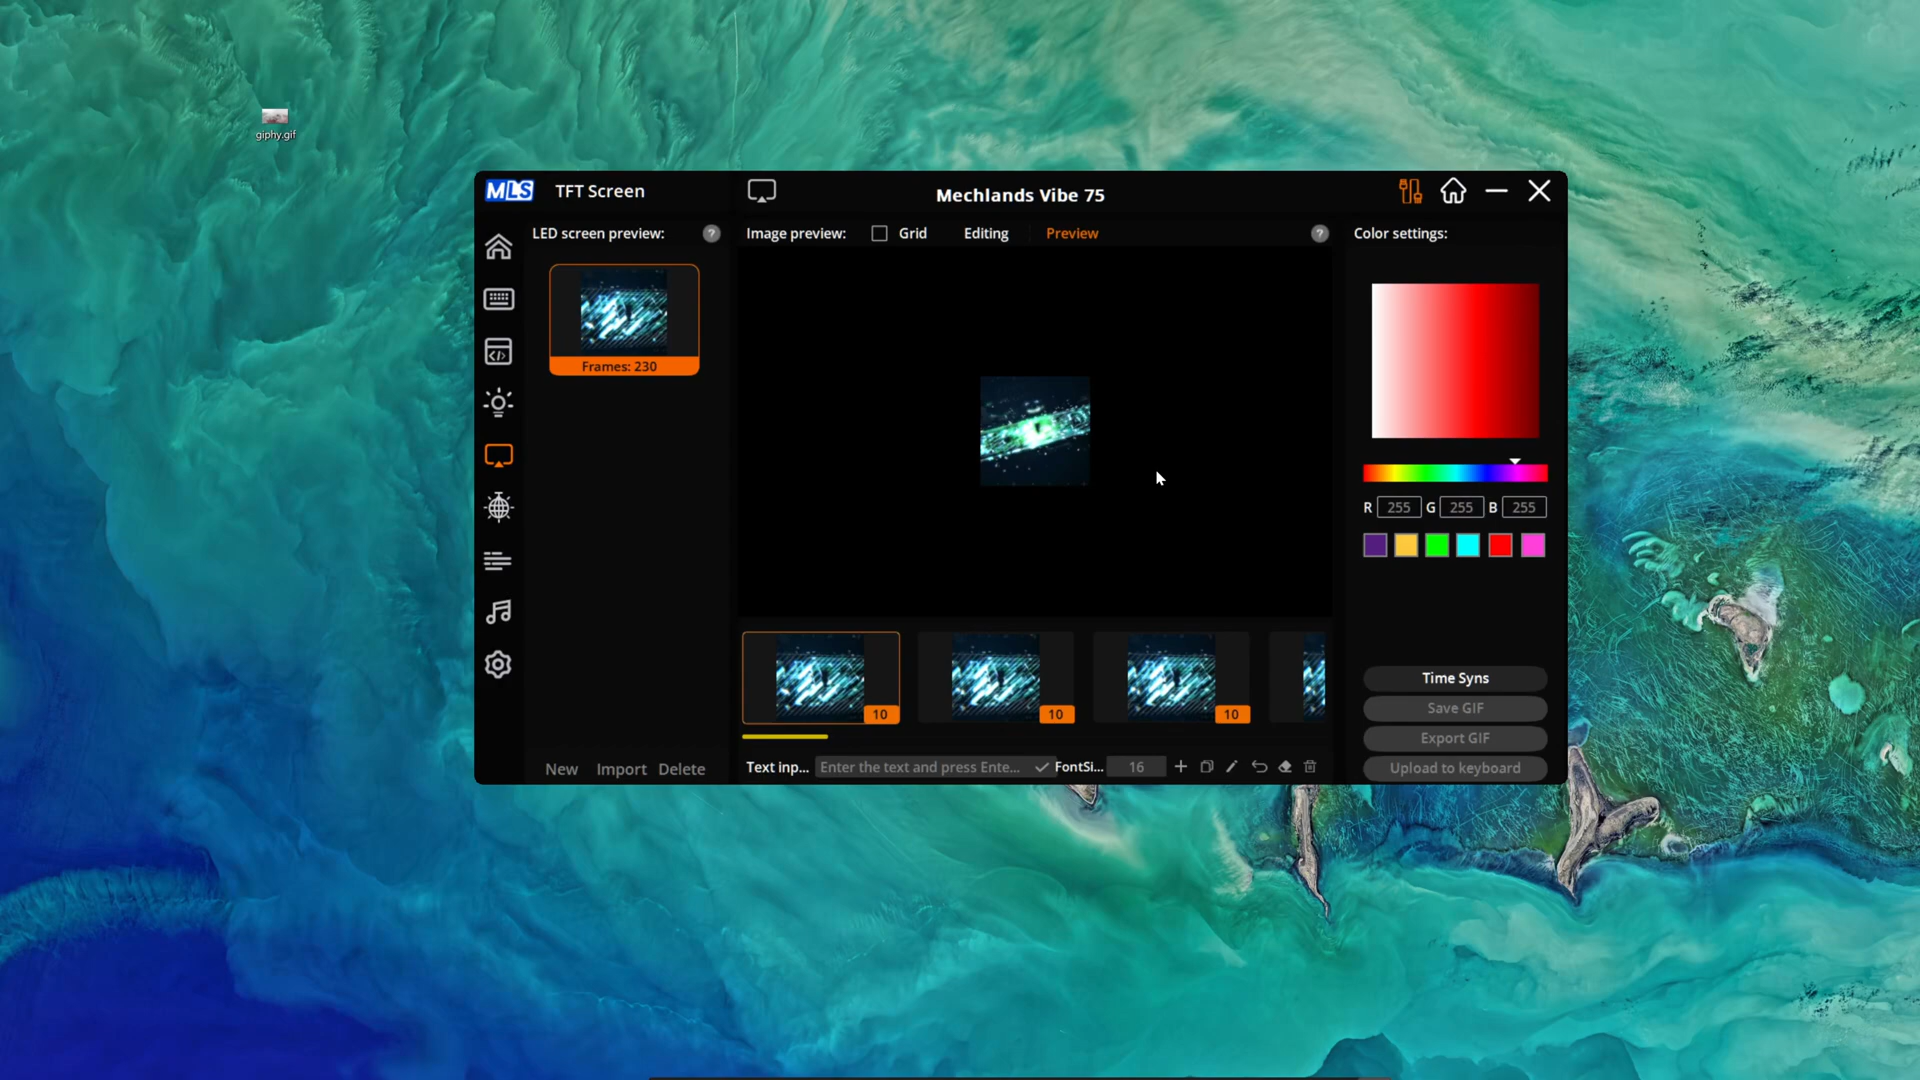 giphy.gif
MLS TFT Screen
Mechlands Vibe 75
LED screen preview: ?
Image preview: Grid Editing Preview ?
Color settings:
Frames: 230
R 255 G 255 B 255
10
10
10
Time Syns
Save GIF
Export GIF
Upload to keyboard
New Import Delete
Text inp... Enter the text and press Ente... FontSi... 16